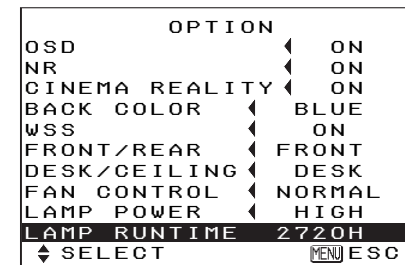 OPTION
OSD ON
NR ON
CINEMA REALITY ON
BACK COLOR BLUE
WSS ON
FRONT/REAR FRONT
DESK/CEILING DESK
FAN CONTROL NORMAL
LAMP POWER HIGH
LAMP RUNTIME 2720H
SELECT MENU ESC